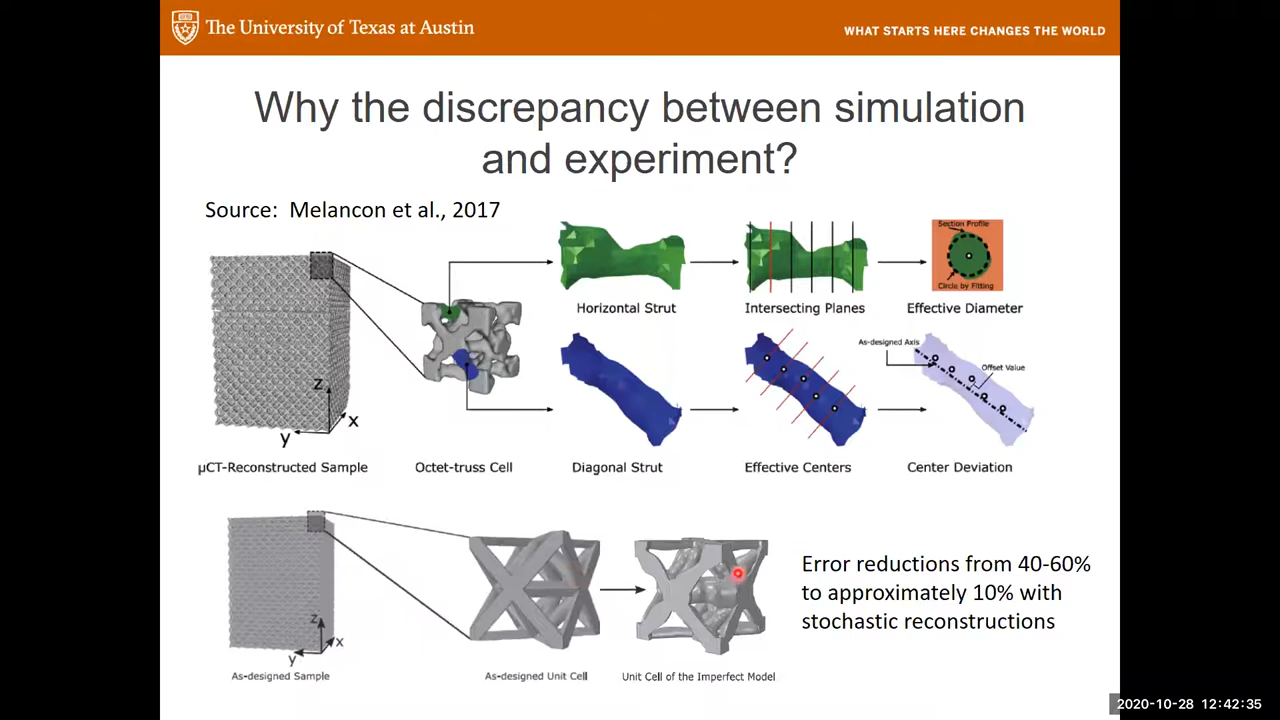 The University of Texas at Austin
WHAT STARTS HERE CHANGES THE WORLD
Why the discrepancy between simulation
and experiment?
Source: Melancon et al., 2017
Section Profile
Circle by Fitting
Horizontal Strut
Intersecting Planes
Effective Diameter
As-designed Axis
Offset Value
z
x
y
µCT-Reconstructed Sample
Octet-truss Cell
Diagonal Strut
Effective Centers
Center Deviation
Error reductions from 40-60%
to approximately 10% with
stochastic reconstructions
z
x
y
As-designed Sample
As-designed Unit Cell
Unit Cell of the Imperfect Model
2020-10-28 12:42:35